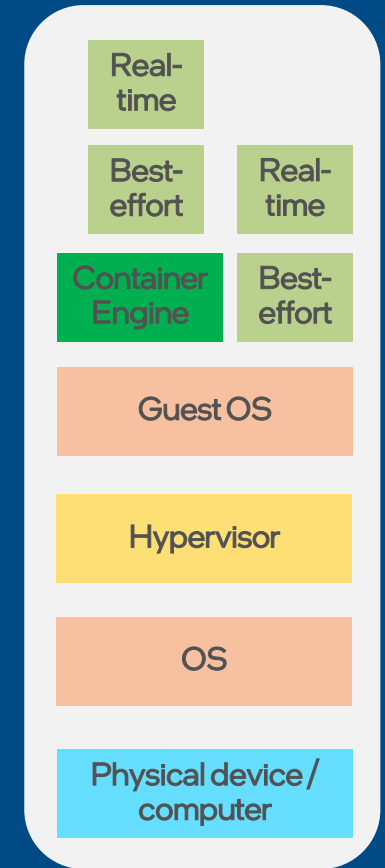 Real-
time
Best-
effort
Real-
time
Container
Engine
Best-
effort
Guest OS
Hypervisor
OS
Physical device /
computer